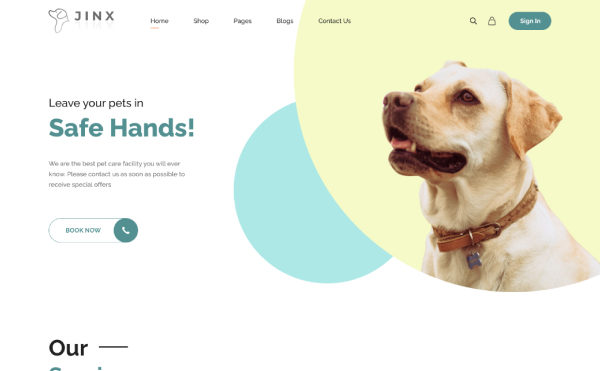 JINX
Home
Shop
Pages
Blogs
Contact Us
Sign In
Leave your pets in
Safe Hands!
We are the best pet care facility you will ever
know. Please contact us as soon as possible to
receive special offers
BOOK NOW
Our